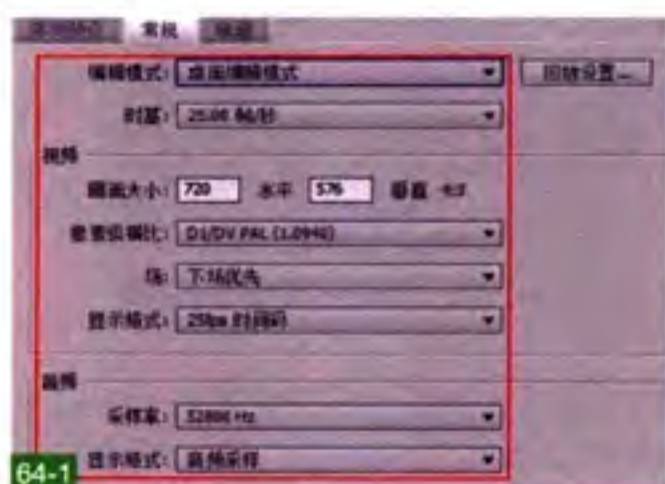 常规
编辑模式： 桌面编辑模式 回放设置...
时基： 25.00 帧/秒
视频
画面大小： 720 水平 576 垂直 4:3
像素纵横比： D1/DV PAL (1.0940)
场： 下场优先
显示格式： 25fps 时间码
音频
采样率： 32000 Hz
显示格式： 音频采样
64-1